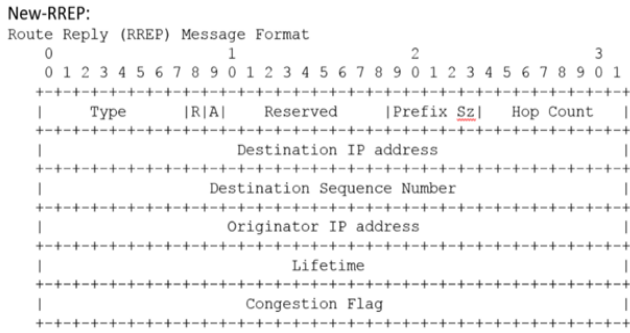 New-RREP:
Route Reply (RREP) Message Format
0 1 2 3
0 1 2 3 4 5 6 7 8 9 0 1 2 3 4 5 6 7 8 9 0 1 2 3 4 5 6 7 8 9 0 1
+-+-+-+-+-+-+-+-+-+-+-+-+-+-+-+-+-+-+-+-+-+-+-+-+-+-+-+-+-+-+-+-+
| Type |R|A| Reserved |Prefix Sz| Hop Count |
+-+-+-+-+-+-+-+-+-+-+-+-+-+-+-+-+-+-+-+-+-+-+-+-+-+-+-+-+-+-+-+-+
| Destination IP address |
+-+-+-+-+-+-+-+-+-+-+-+-+-+-+-+-+-+-+-+-+-+-+-+-+-+-+-+-+-+-+-+-+
| Destination Sequence Number |
+-+-+-+-+-+-+-+-+-+-+-+-+-+-+-+-+-+-+-+-+-+-+-+-+-+-+-+-+-+-+-+-+
| Originator IP address |
+-+-+-+-+-+-+-+-+-+-+-+-+-+-+-+-+-+-+-+-+-+-+-+-+-+-+-+-+-+-+-+-+
| Lifetime |
+-+-+-+-+-+-+-+-+-+-+-+-+-+-+-+-+-+-+-+-+-+-+-+-+-+-+-+-+-+-+-+-+
| Congestion Flag |
+-+-+-+-+-+-+-+-+-+-+-+-+-+-+-+-+-+-+-+-+-+-+-+-+-+-+-+-+-+-+-+-+